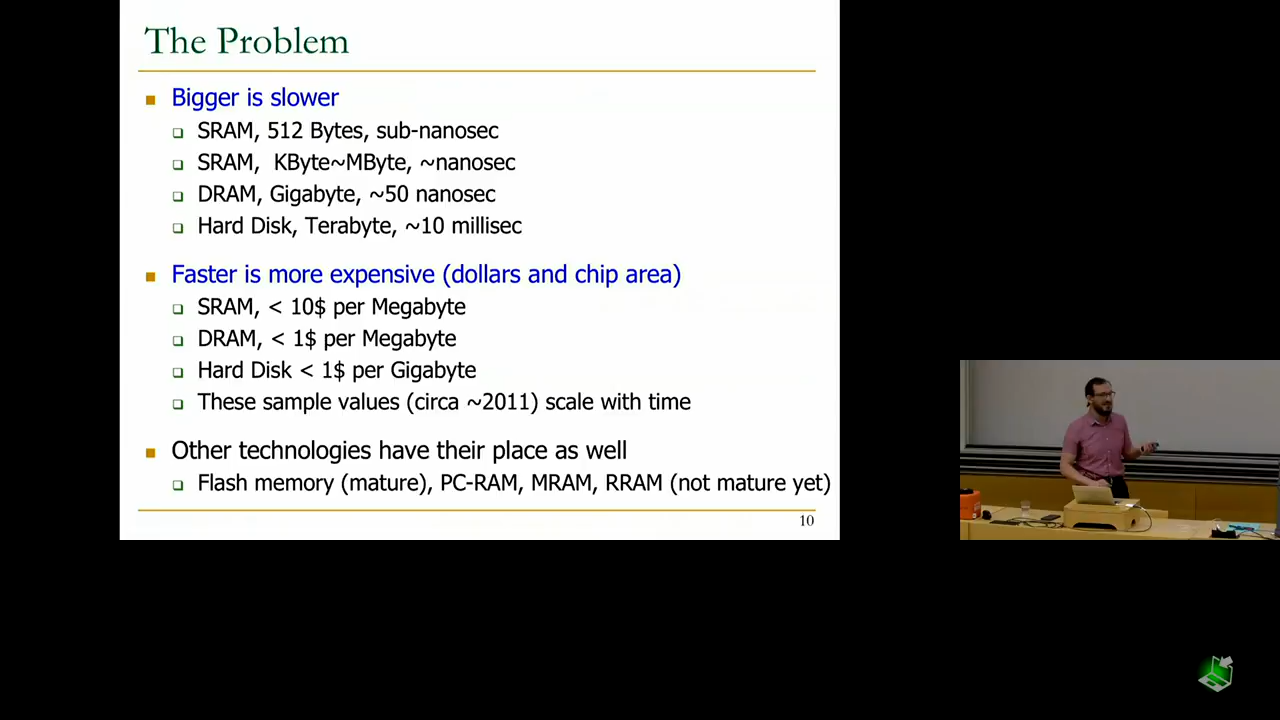 The Problem
Bigger is slower
SRAM, 512 Bytes, sub-nanosec
SRAM, KByte~MByte, ~nanosec
DRAM, Gigabyte, ~50 nanosec
Hard Disk, Terabyte, ~10 millisec
Faster is more expensive (dollars and chip area)
SRAM, < 10$ per Megabyte
DRAM, < 1$ per Megabyte
Hard Disk < 1$ per Gigabyte
These sample values (circa ~2011) scale with time
Other technologies have their place as well
Flash memory (mature), PC-RAM, MRAM, RRAM (not mature yet)
10